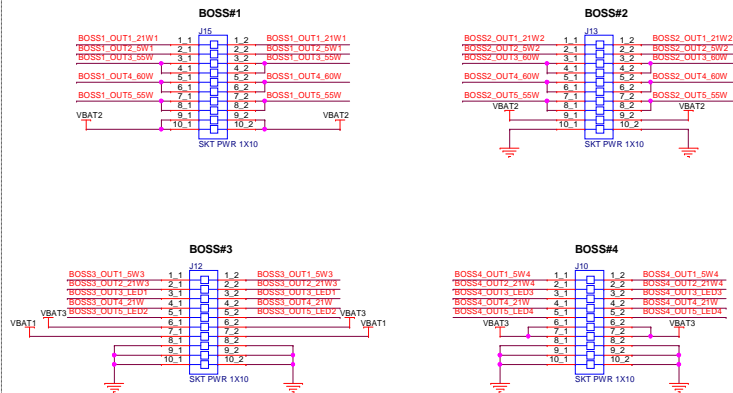 BOSS#1
J15
BOSS1_OUT1_21W1 1_1 1_2 BOSS1_OUT1_21W1
BOSS1_OUT2_5W1 2_1 2_2 BOSS1_OUT2_5W1
BOSS1_OUT3_55W 3_1 3_2 BOSS1_OUT3_55W
4_1 4_2
BOSS1_OUT4_60W 5_1 5_2 BOSS1_OUT4_60W
6_1 6_2
BOSS1_OUT5_55W 7_1 7_2 BOSS1_OUT5_55W
8_1 8_2
VBAT2 9_1 9_2 VBAT2
10_1 10_2
SKT PWR 1X10
BOSS#2
J13
BOSS2_OUT1_21W2 1_1 1_2 BOSS2_OUT1_21W2
BOSS2_OUT2_5W2 2_1 2_2 BOSS2_OUT2_5W2
BOSS2_OUT3_60W 3_1 3_2 BOSS2_OUT3_60W
4_1 4_2
BOSS2_OUT4_60W 5_1 5_2 BOSS2_OUT4_60W
6_1 6_2
BOSS2_OUT5_55W 7_1 7_2 BOSS2_OUT5_55W
VBAT2 8_1 8_2 VBAT2
9_1 9_2
10_1 10_2
SKT PWR 1X10
BOSS#3
J12
BOSS3_OUT1_5W3 1_1 1_2 BOSS3_OUT1_5W3
BOSS3_OUT2_21W3 2_1 2_2 BOSS3_OUT2_21W3
BOSS3_OUT3_LED1 3_1 3_2 BOSS3_OUT3_LED1
BOSS3_OUT4_21W 4_1 4_2 BOSS3_OUT4_21W
VBAT3 BOSS3_OUT5_LED2 5_1 5_2 BOSS3_OUT5_LED2 VBAT3
VBAT1 6_1 6_2 VBAT1
7_1 7_2
8_1 8_2
9_1 9_2
10_1 10_2
SKT PWR 1X10
BOSS#4
J10
BOSS4_OUT1_5W4 1_1 1_2 BOSS4_OUT1_5W4
BOSS4_OUT2_21W4 2_1 2_2 BOSS4_OUT2_21W4
BOSS4_OUT3_LED3 3_1 3_2 BOSS4_OUT3_LED3
BOSS4_OUT4_21W 4_1 4_2 BOSS4_OUT4_21W
BOSS4_OUT5_LED4 5_1 5_2 BOSS4_OUT5_LED4
VBAT3 6_1 6_2 VBAT3
7_1 7_2
8_1 8_2
9_1 9_2
10_1 10_2
SKT PWR 1X10